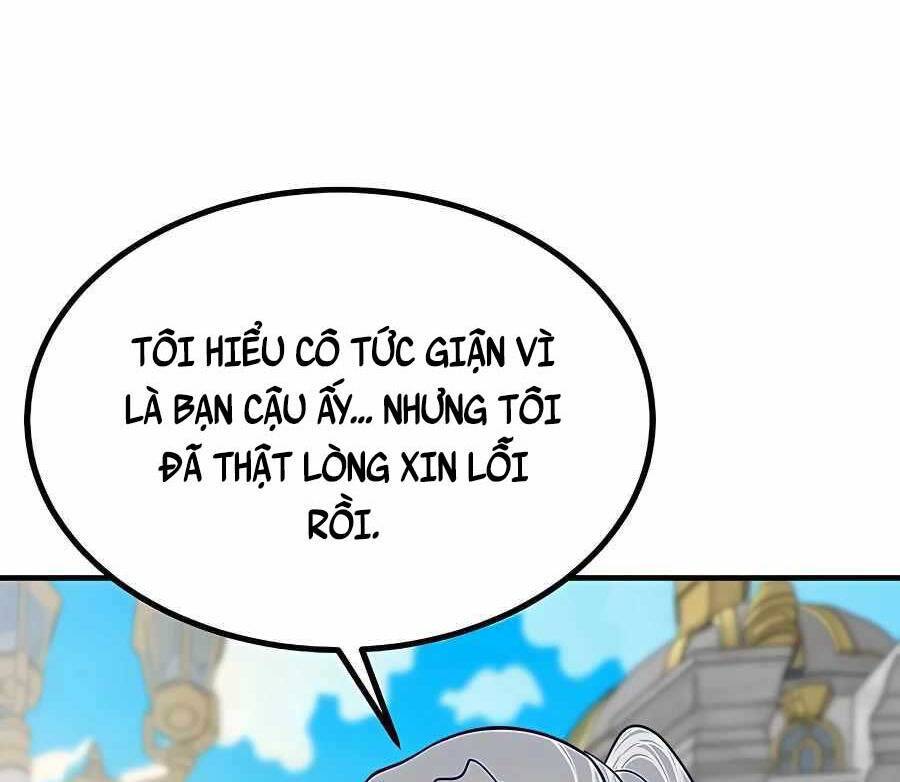 TÔI HIỂU CÔ TỨC GIẬN VÌ
LÀ BẠN CẬU ẤY... NHƯNG TÔI
ĐÃ THẬT LÒNG XIN LỖI
RỒI.